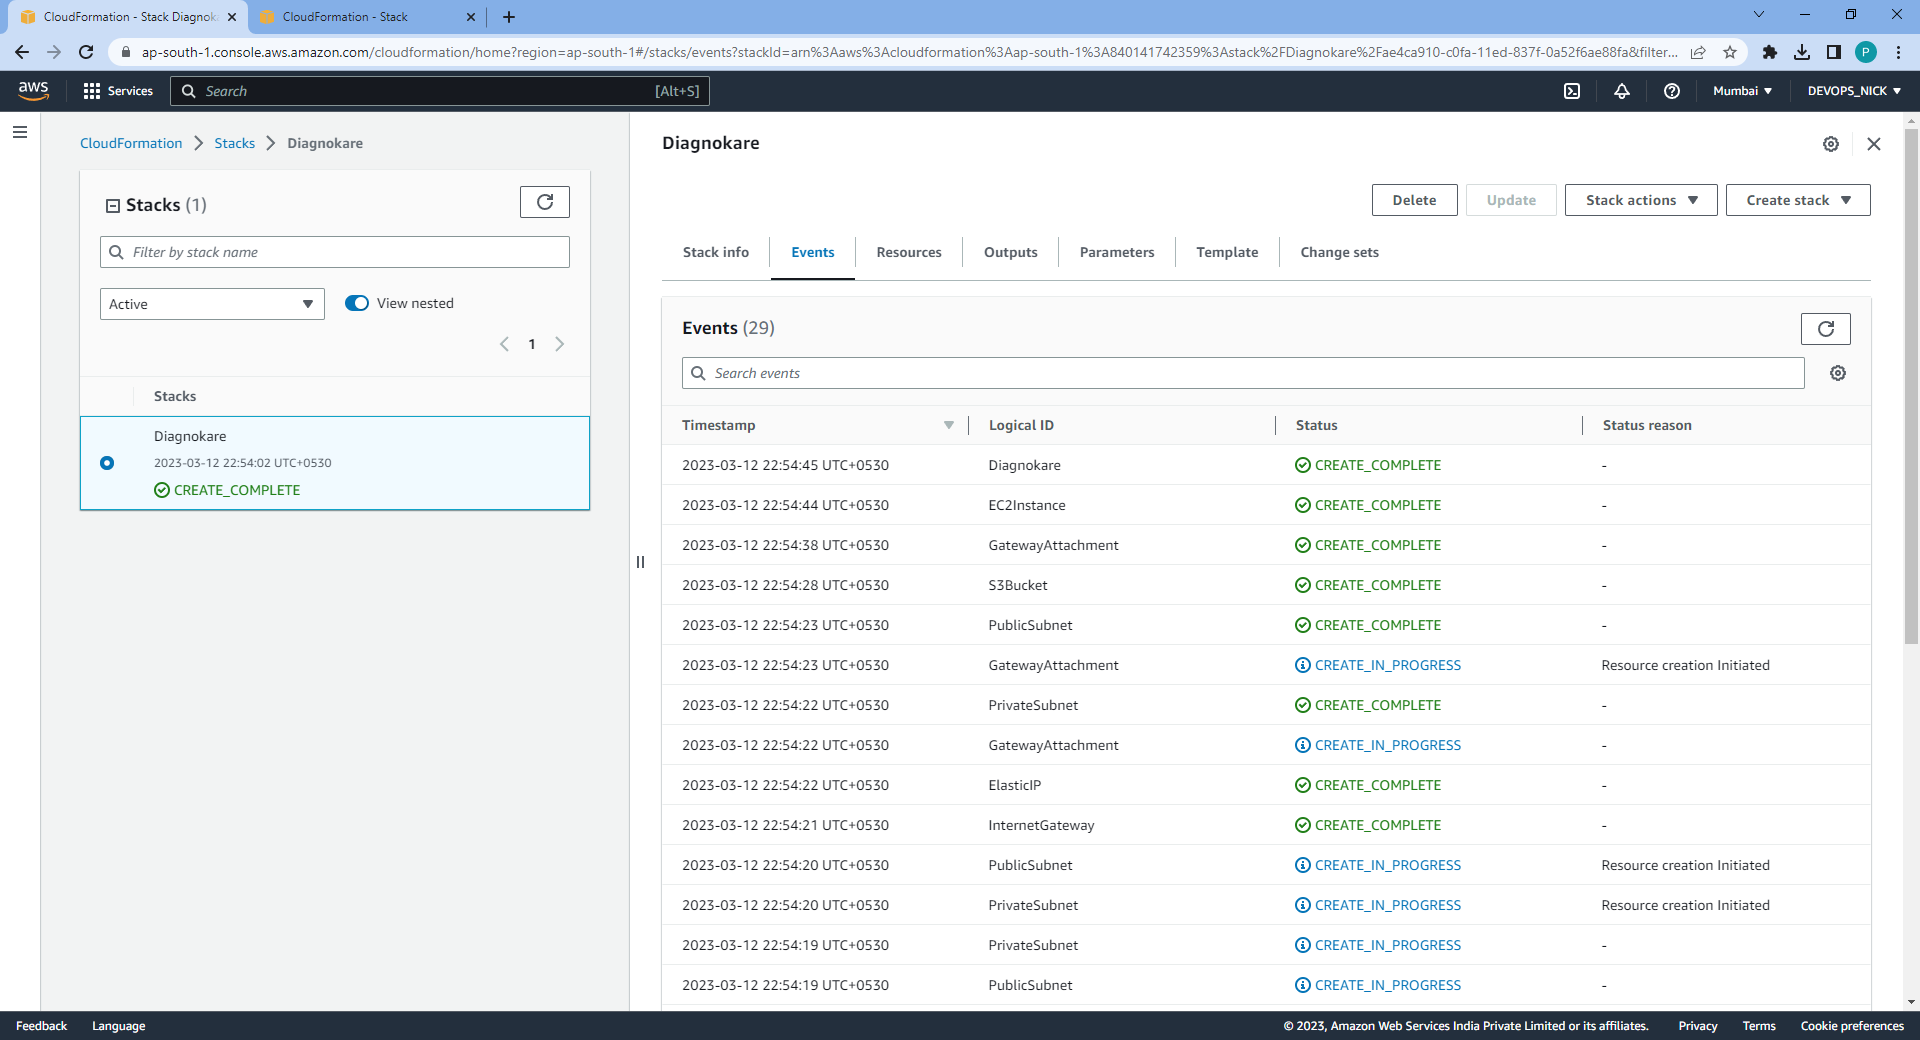 CloudFormation - Stack Diagnok
CloudFormation - Stack
ap-south-1.console.aws.amazon.com/cloudformation/home?region=ap-south-1#/stacks/events?stackId=arn%3Aaws%3Acloudformation%3Aap-south-1%3A840141742359%3Astack%2FDiagnokare%2Fae4ca910-c0fa-11ed-837f-0a52f6ae88fa&filter...
P
aws
Services
Search
[Alt+S]
Mumbai
DEVOPS_NICK
CloudFormation > Stacks > Diagnokare
Stacks (1)
Filter by stack name
Active
View nested
1
Stacks
Diagnokare
2023-03-12 22:54:02 UTC+0530
CREATE_COMPLETE
Diagnokare
Delete
Update
Stack actions
Create stack
Stack info
Events
Resources
Outputs
Parameters
Template
Change sets
Events (29)
Search events
Timestamp Logical ID Status Status reason
2023-03-12 22:54:45 UTC+0530 Diagnokare CREATE_COMPLETE -
2023-03-12 22:54:44 UTC+0530 EC2Instance CREATE_COMPLETE -
2023-03-12 22:54:38 UTC+0530 GatewayAttachment CREATE_COMPLETE -
2023-03-12 22:54:28 UTC+0530 S3Bucket CREATE_COMPLETE -
2023-03-12 22:54:23 UTC+0530 PublicSubnet CREATE_COMPLETE -
2023-03-12 22:54:23 UTC+0530 GatewayAttachment CREATE_IN_PROGRESS Resource creation Initiated
2023-03-12 22:54:22 UTC+0530 PrivateSubnet CREATE_COMPLETE -
2023-03-12 22:54:22 UTC+0530 GatewayAttachment CREATE_IN_PROGRESS -
2023-03-12 22:54:22 UTC+0530 ElasticIP CREATE_COMPLETE -
2023-03-12 22:54:21 UTC+0530 InternetGateway CREATE_COMPLETE -
2023-03-12 22:54:20 UTC+0530 PublicSubnet CREATE_IN_PROGRESS Resource creation Initiated
2023-03-12 22:54:20 UTC+0530 PrivateSubnet CREATE_IN_PROGRESS Resource creation Initiated
2023-03-12 22:54:19 UTC+0530 PrivateSubnet CREATE_IN_PROGRESS -
2023-03-12 22:54:19 UTC+0530 PublicSubnet CREATE_IN_PROGRESS -
Feedback
Language
© 2023, Amazon Web Services India Private Limited or its affiliates.
Privacy
Terms
Cookie preferences